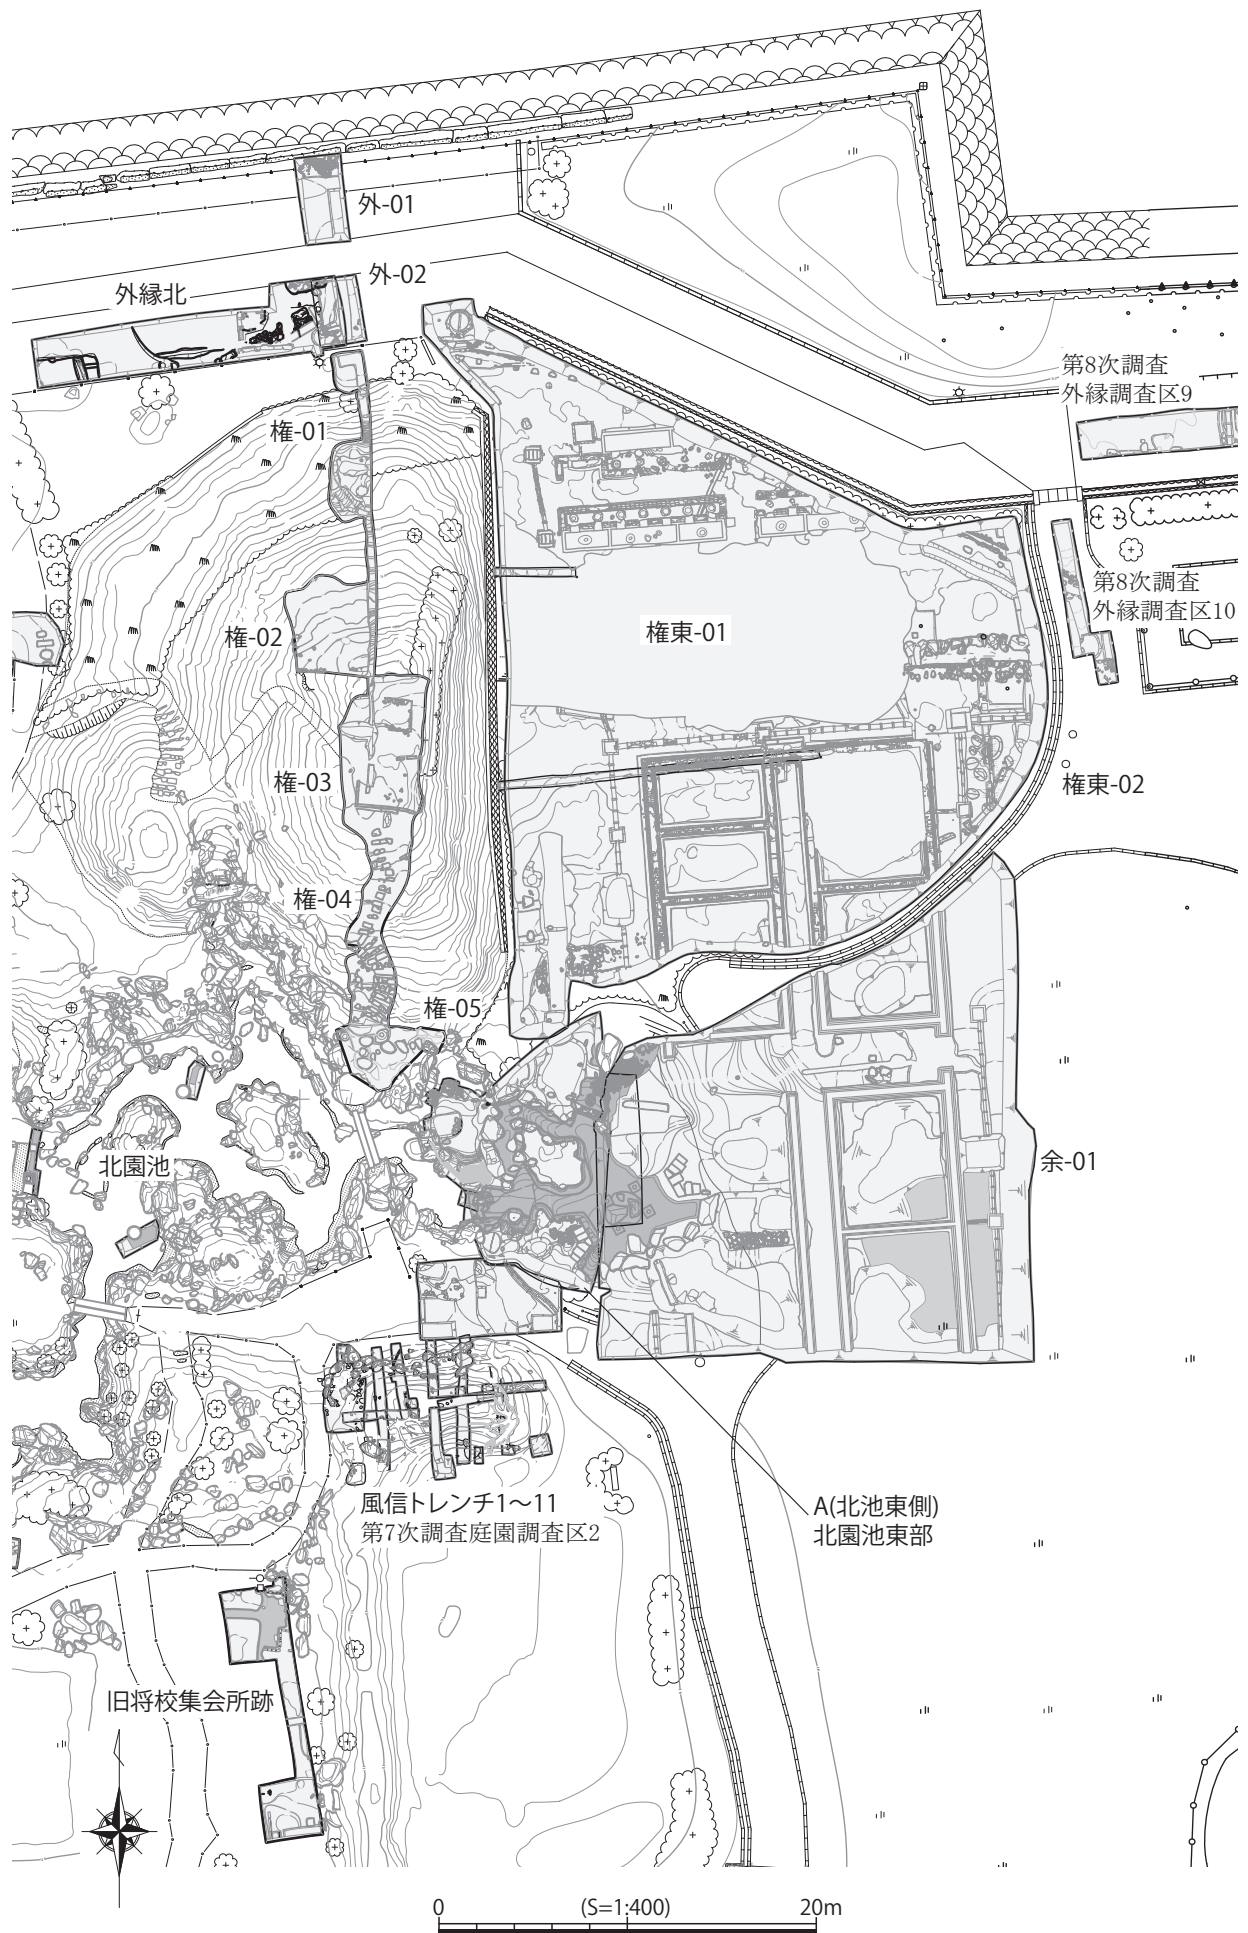 外-01
外-02
外縁北
第8次調査
外縁調査区9
権-01
第8次調査
外縁調査区10
権-02
権東-01
権-03
権東-02
権-04
権-05
北園池
余-01
風信トレンチ1~11
第7次調査庭園調査区2
A(北池東側)
北園池東部
旧将校集会所跡
0 (S=1:400) 20m